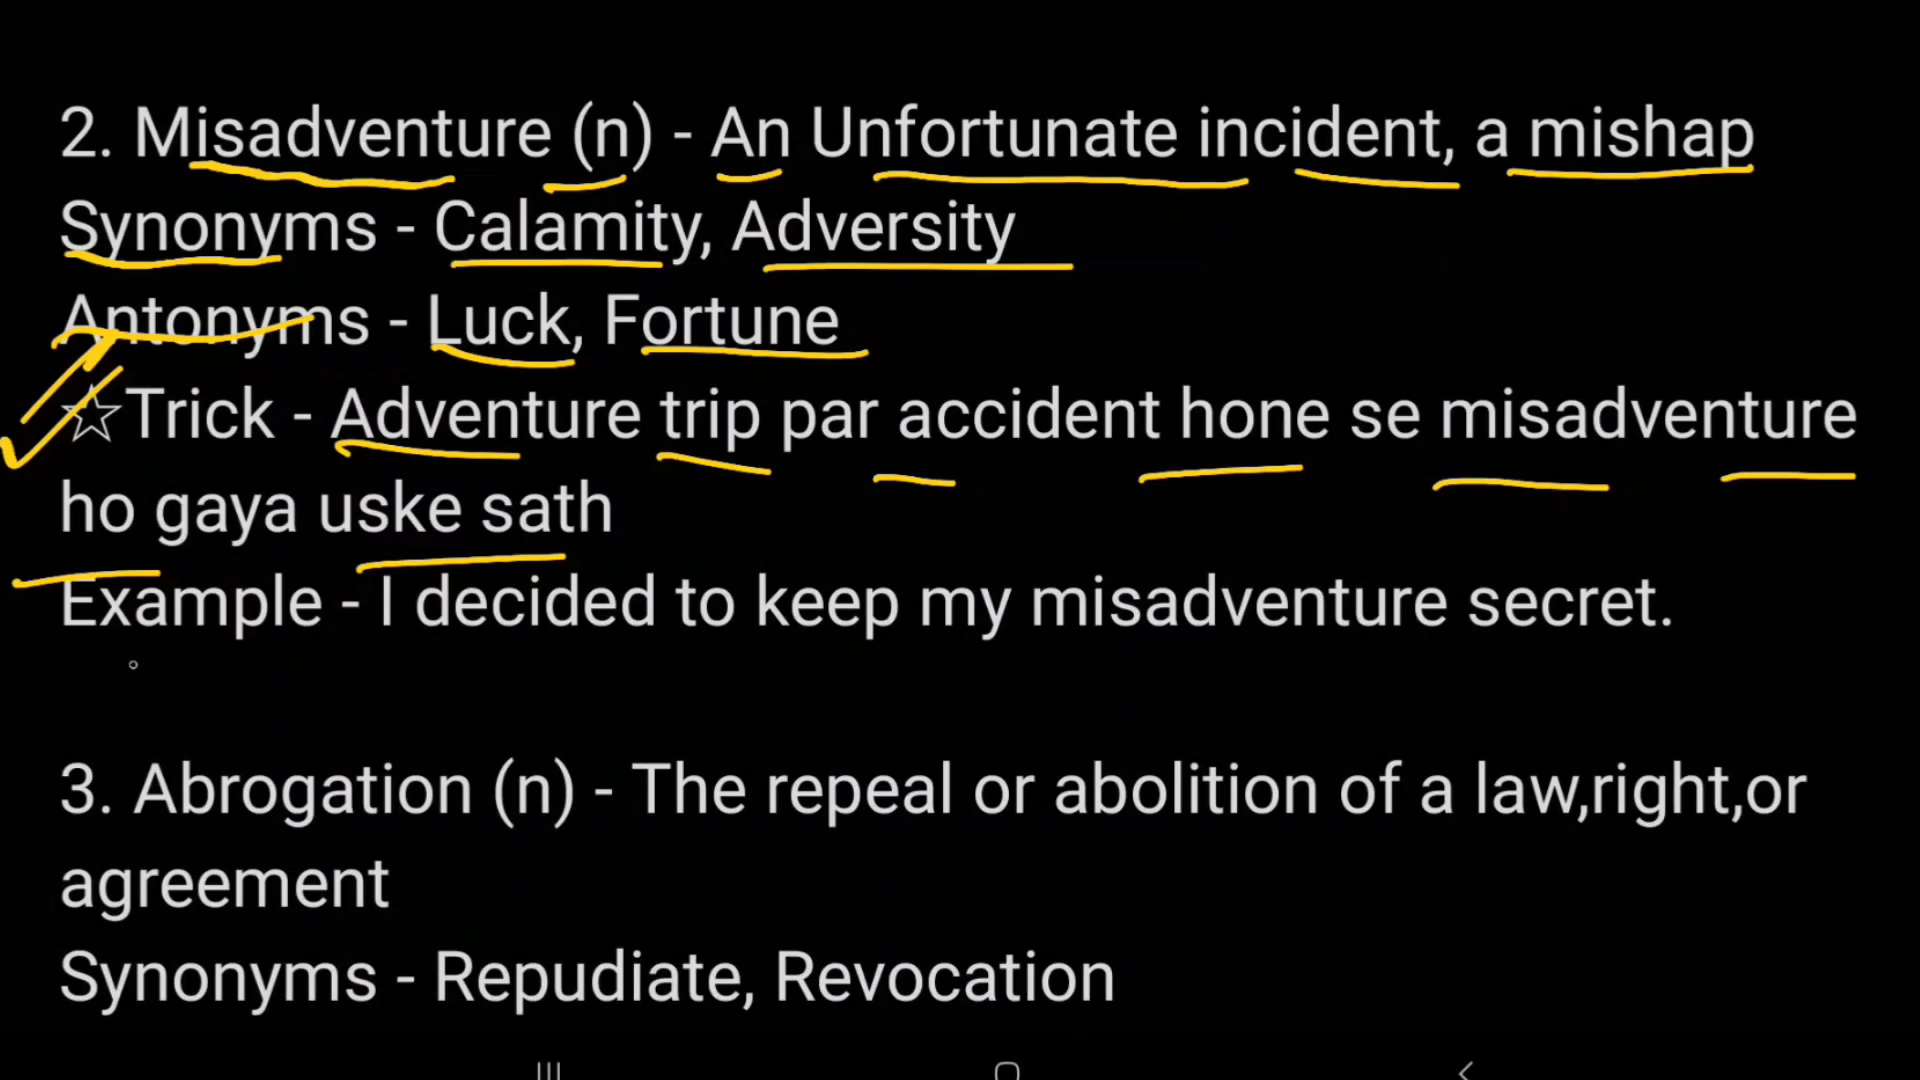 2. Misadventure (n) - An Unfortunate incident, a mishap
Synonyms - Calamity, Adversity
Antonyms - Luck, Fortune
☆Trick - Adventure trip par accident hone se misadventure
ho gaya uske sath
Example - I decided to keep my misadventure secret.
3. Abrogation (n) - The repeal or abolition of a law,right,or
agreement
Synonyms - Repudiate, Revocation